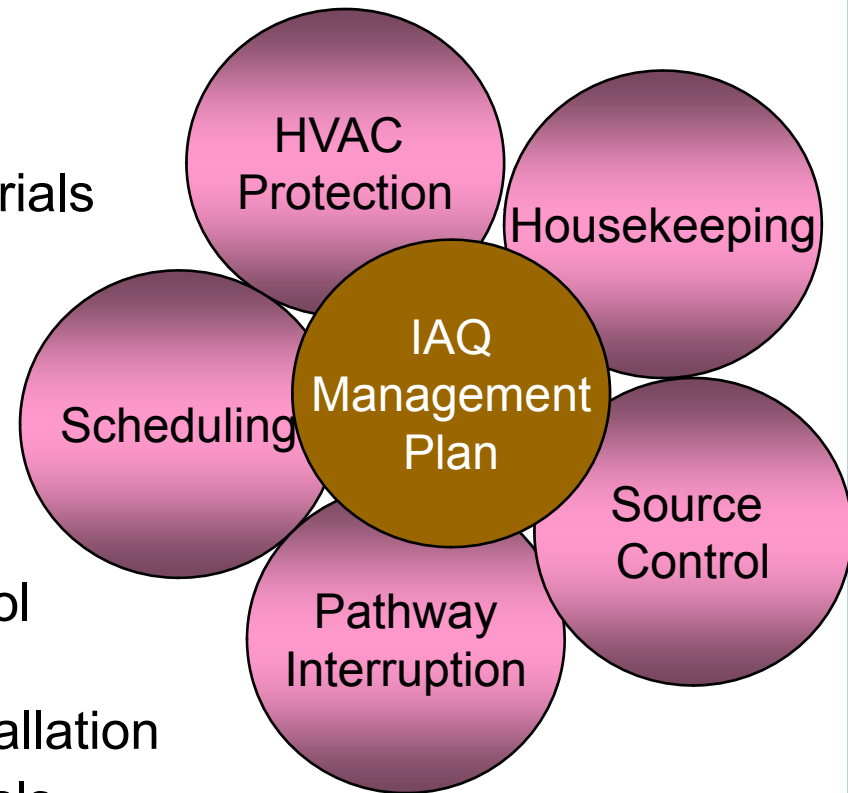 HVAC
Protection
rials
Housekeeping
IAQ
Management
Plan
Scheduling
Source
Control
ol
Pathway
Interruption
allation